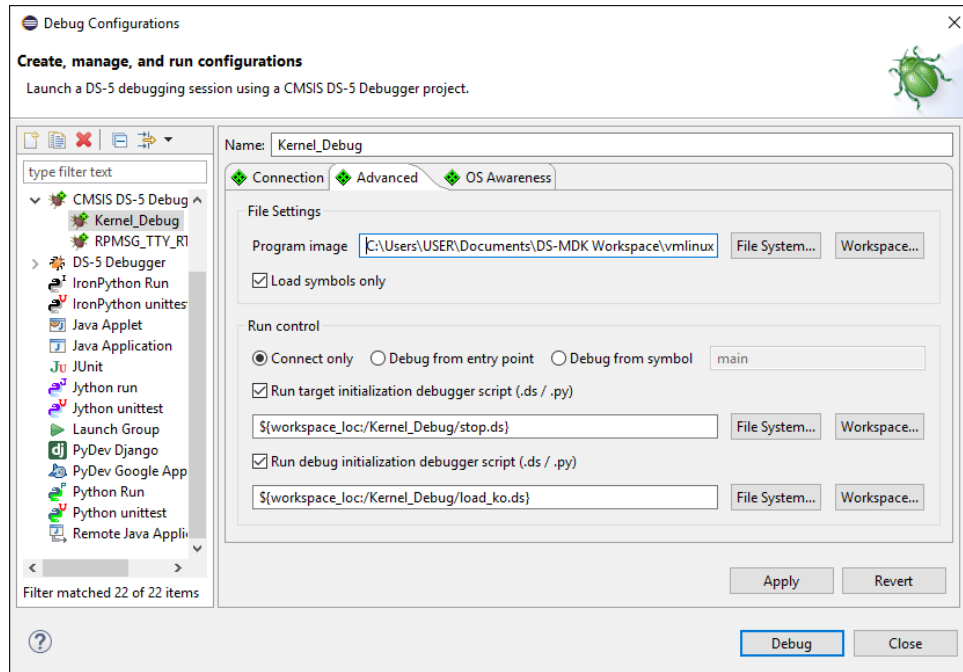 Debug Configurations
Create, manage, and run configurations
Launch a DS-5 debugging session using a CMSIS DS-5 Debugger project.
type filter text
CMSIS DS-5 Debug
Kernel_Debug
RPMSG_TTY_RT
DS-5 Debugger
IronPython Run
IronPython unittest
Java Applet
Java Application
Ju JUnit
Jython run
Jython unittest
Launch Group
dj PyDev Django
PyDev Google App
Python Run
Python unittest
Remote Java Appli
Filter matched 22 of 22 items
Name: Kernel_Debug
Connection Advanced OS Awareness
File Settings
Program image C:\Users\USER\Documents\DS-MDK Workspace\vmlinux File System... Workspace...
Load symbols only
Run control
Connect only Debug from entry point Debug from symbol main
Run target initialization debugger script (.ds / .py)
${workspace_loc:/Kernel_Debug/stop.ds} File System... Workspace...
Run debug initialization debugger script (.ds / .py)
${workspace_loc:/Kernel_Debug/load_ko.ds} File System... Workspace...
Apply Revert
? Debug Close